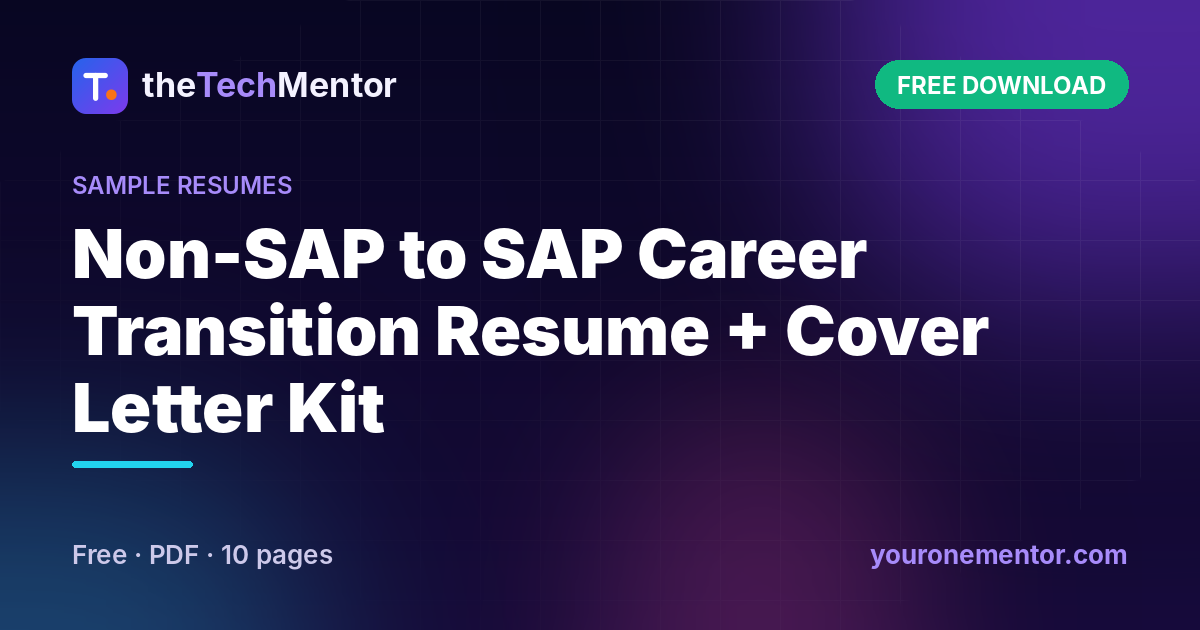 T.
theTechMentor
FREE DOWNLOAD
SAMPLE RESUMES
Non-SAP to SAP Career
Transition Resume + Cover
Letter Kit
Free · PDF · 10 pages
youronementor.com